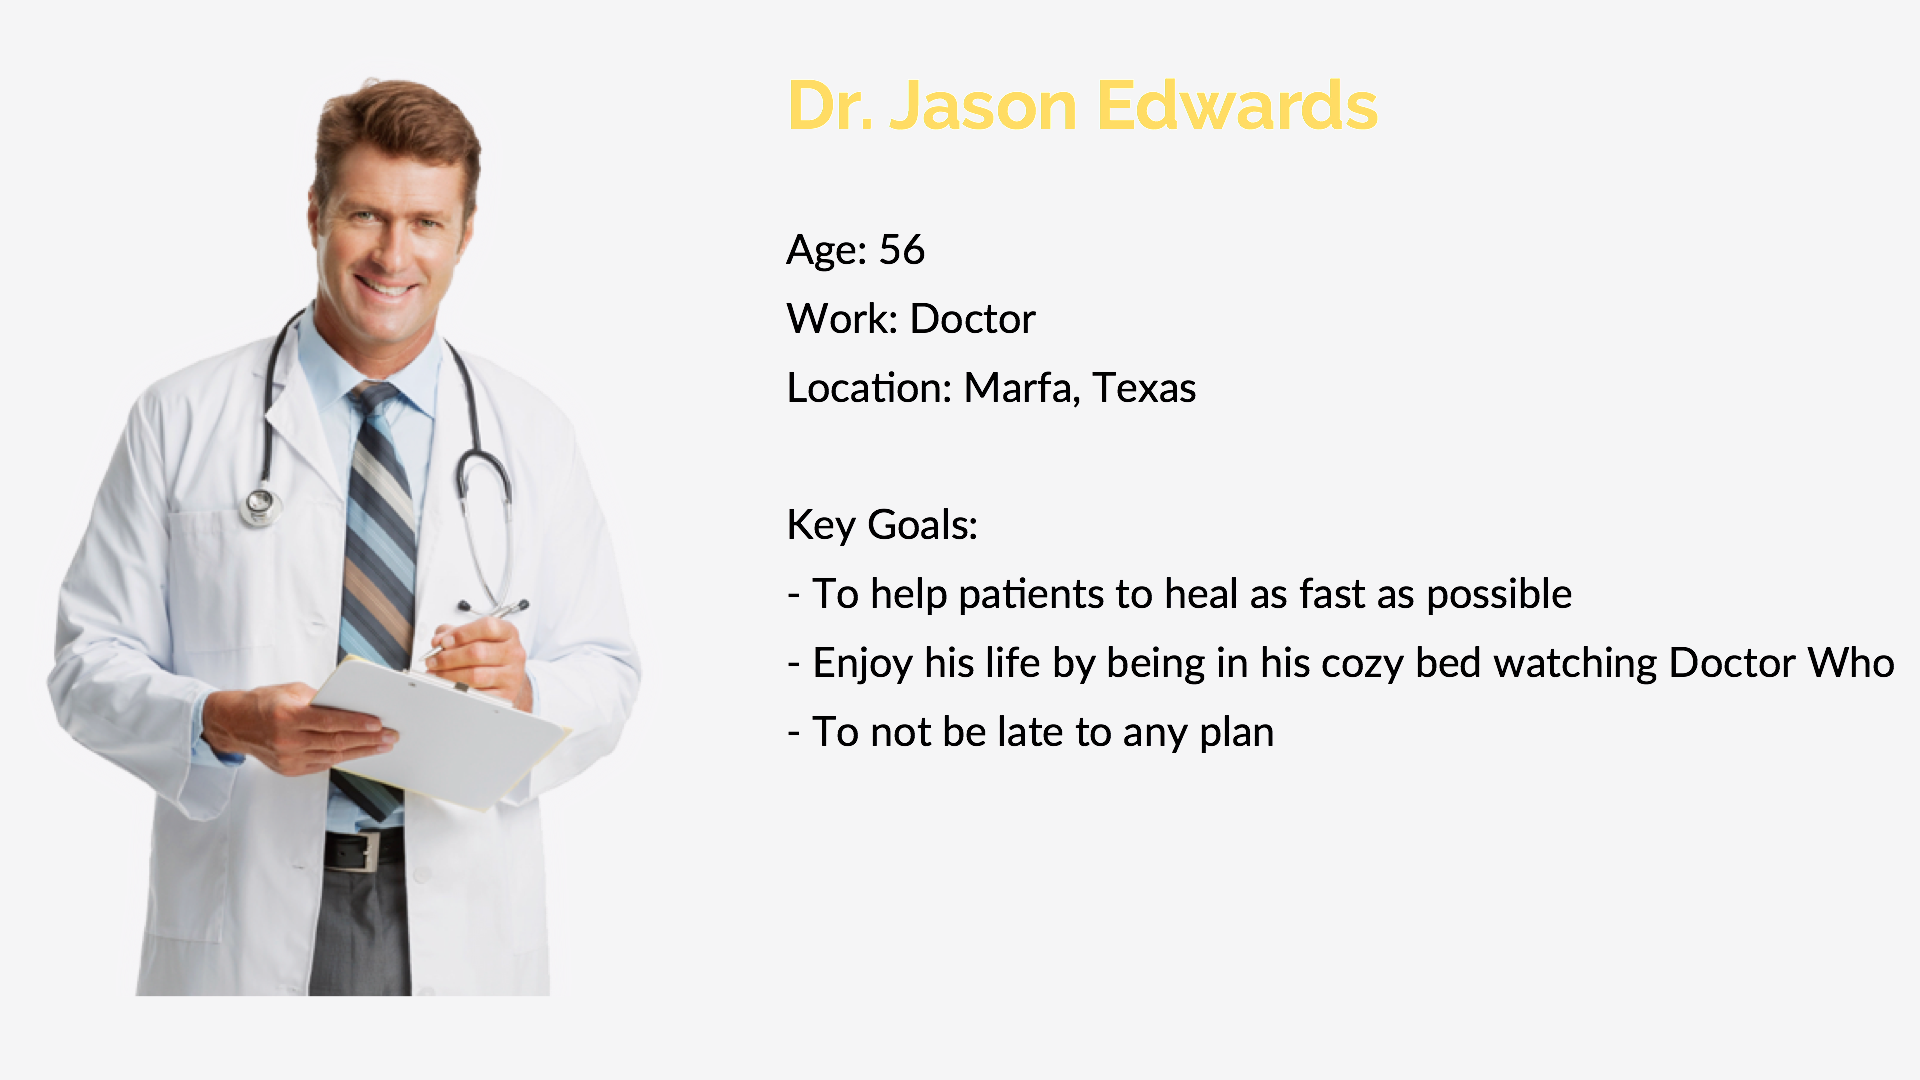 Dr. Jason Edwards
Age: 56
Work: Doctor
Location: Marfa, Texas
Key Goals:
- To help patients to heal as fast as possible
- Enjoy his life by being in his cozy bed watching Doctor Who
- To not be late to any plan